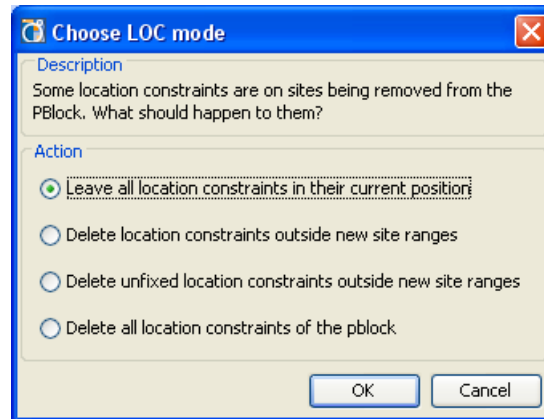 Choose LOC mode
Description
Some location constraints are on sites being removed from the
PBlock. What should happen to them?
Action
Leave all location constraints in their current position
Delete location constraints outside new site ranges
Delete unfixed location constraints outside new site ranges
Delete all location constraints of the pblock
OK Cancel